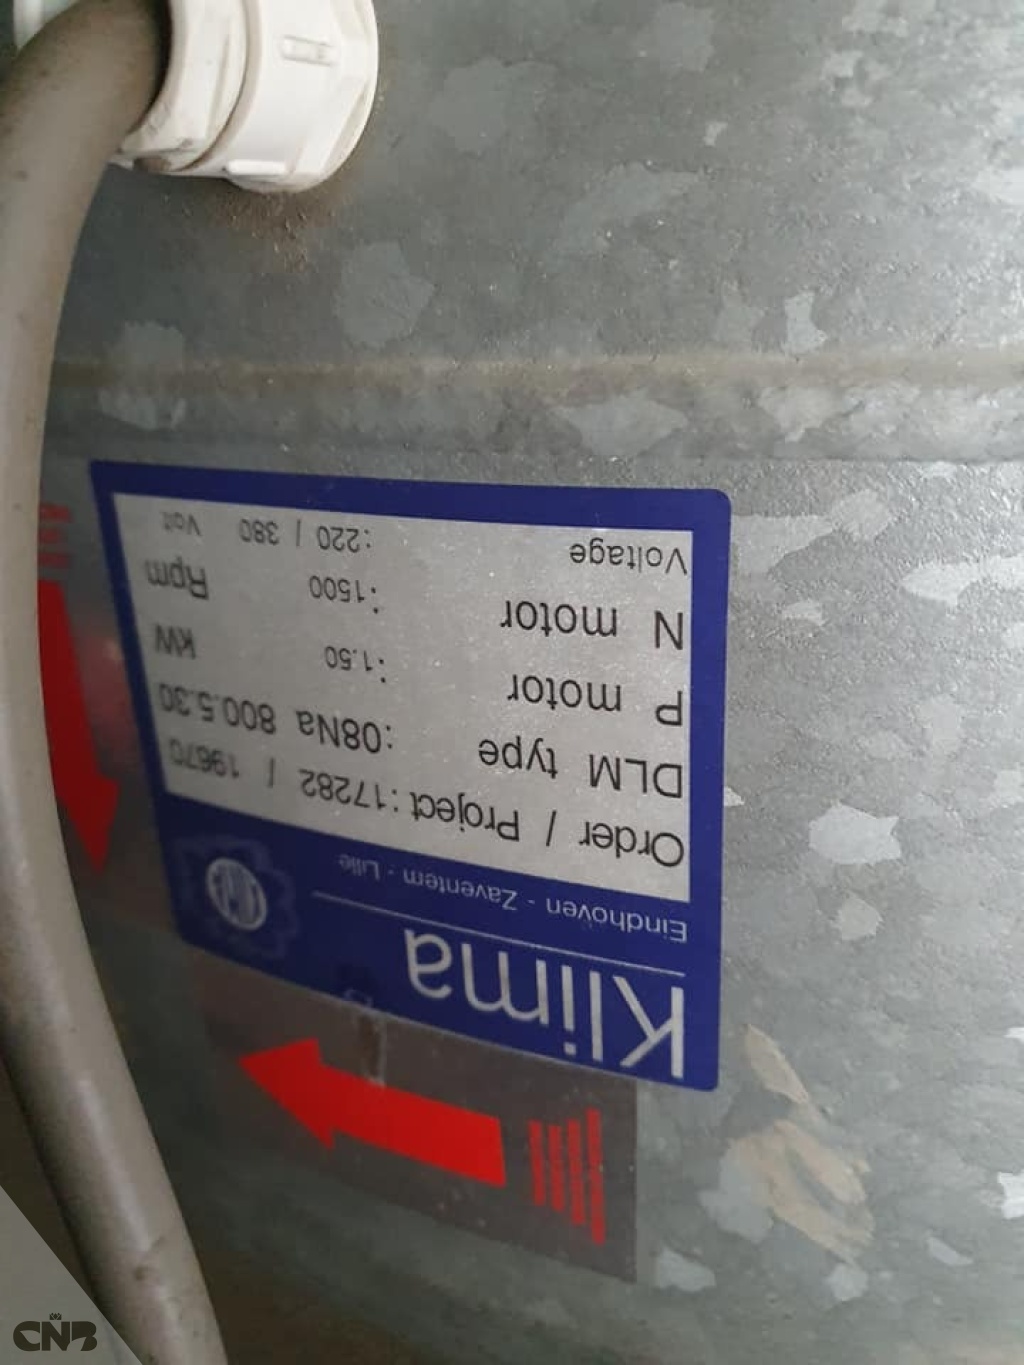 Klima
Eindhoven - Zaventem - Lille
Order / Project :17282 / 19670
DLM type :08Na 800.5.30
P motor :1.50 kW
N motor :1500 Rpm
Voltage :220 / 380 Volt
CNB